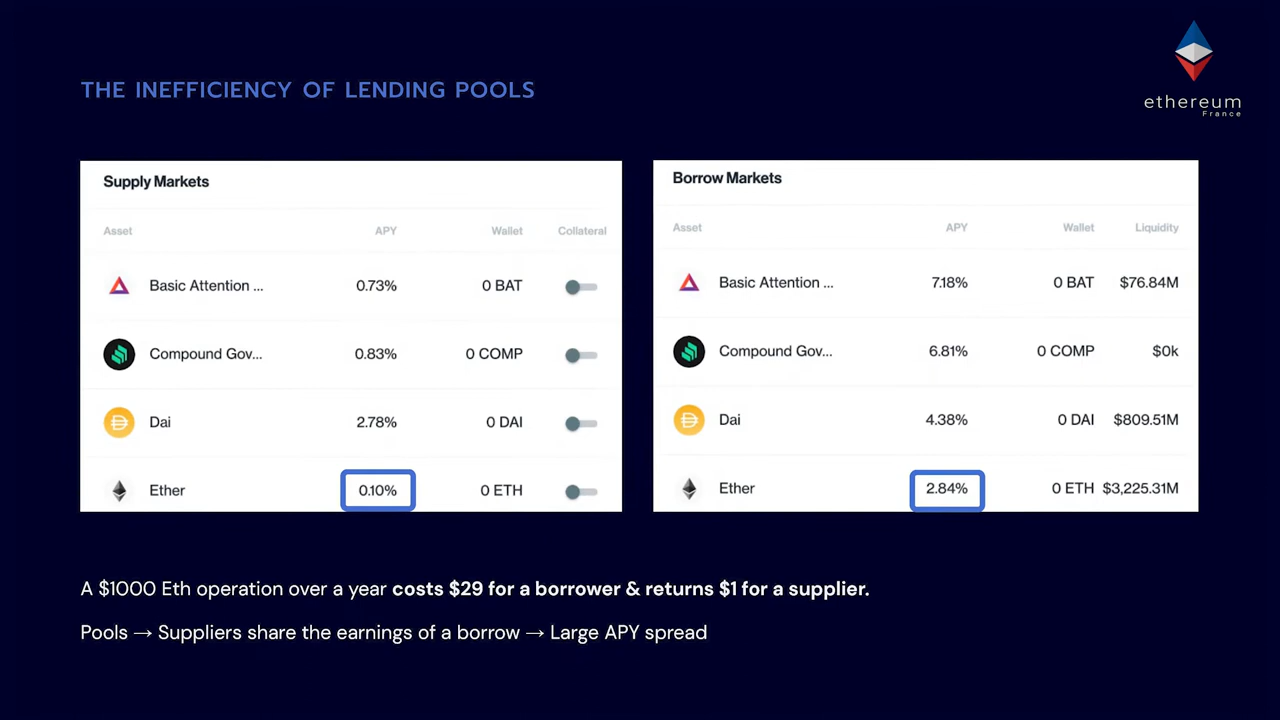 THE INEFFICIENCY OF LENDING POOLS
ethereum
France
Supply Markets
Asset APY Wallet Collateral
Basic Attention ... 0.73% 0 BAT
Compound Gov... 0.83% 0 COMP
Dai 2.78% 0 DAI
Ether 0.10% 0 ETH
Borrow Markets
Asset APY Wallet Liquidity
Basic Attention ... 7.18% 0 BAT $76.84M
Compound Gov... 6.81% 0 COMP $0k
Dai 4.38% 0 DAI $809.51M
Ether 2.84% 0 ETH $3,225.31M
A $1000 Eth operation over a year costs $29 for a borrower & returns $1 for a supplier.
Pools → Suppliers share the earnings of a borrow → Large APY spread